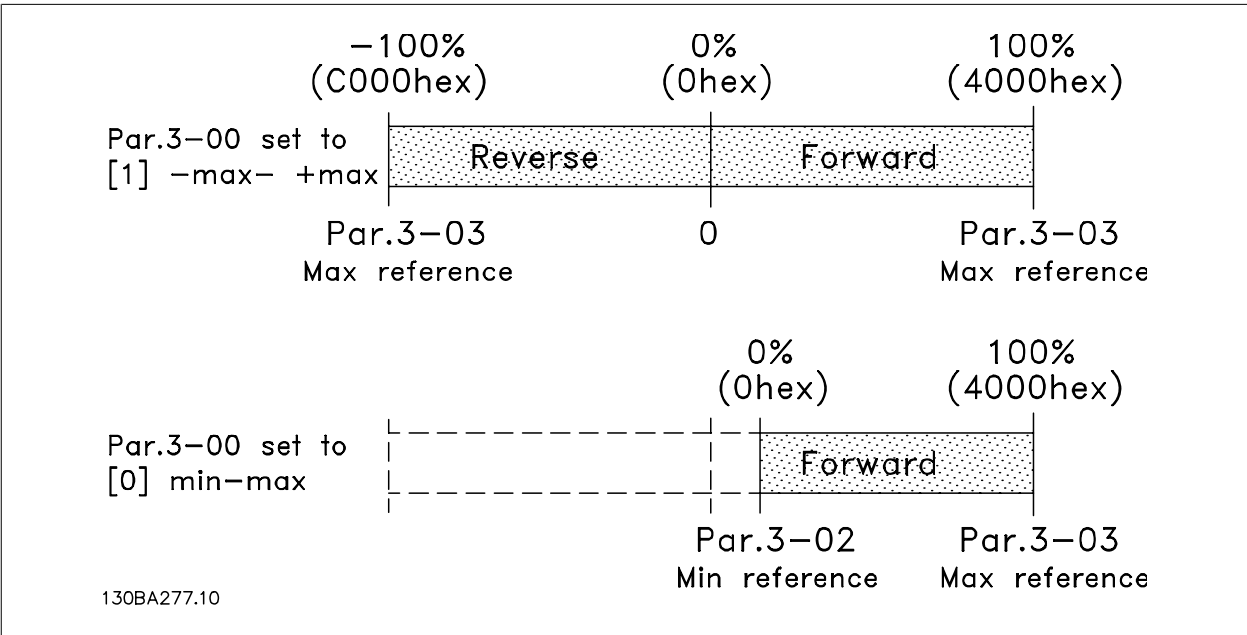 -100% 0% 100%
(C000hex) (0hex) (4000hex)
Par.3-00 set to
[1] -max- +max
Reverse Forward
Par.3-03 0 Par.3-03
Max reference Max reference
0% 100%
(0hex) (4000hex)
Par.3-00 set to
[0] min-max
Forward
Par.3-02 Par.3-03
Min reference Max reference
130BA277.10